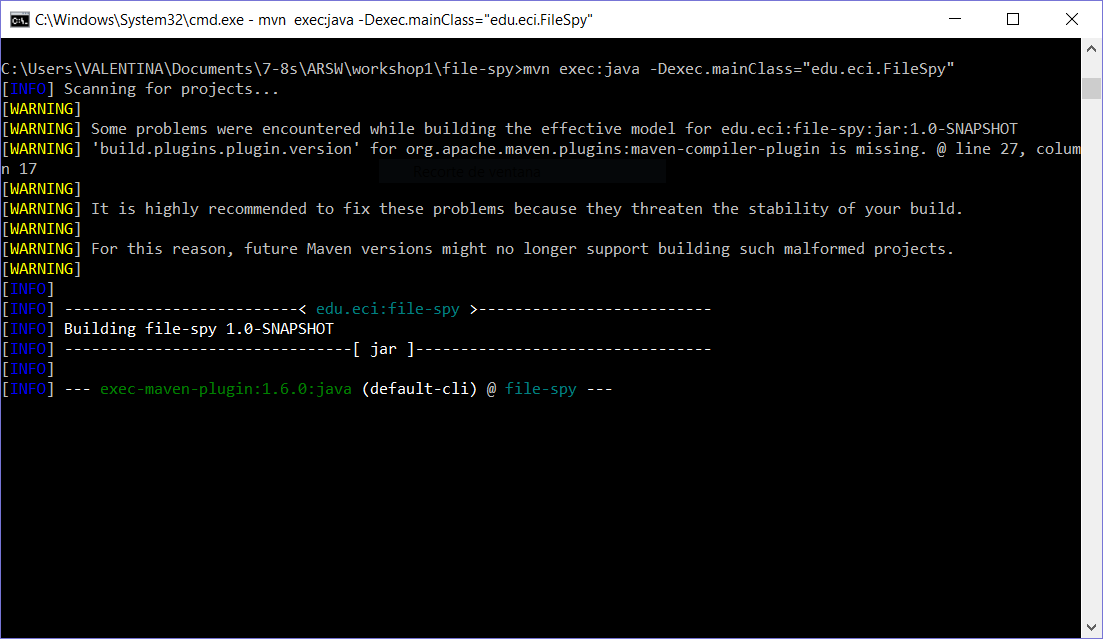 C:\Windows\System32\cmd.exe - mvn  exec:java -Dexec.mainClass="edu.eci.FileSpy"
C:\Users\VALENTINA\Documents\7-8s\ARSW\workshop1\file-spy>mvn exec:java -Dexec.mainClass="edu.eci.FileSpy"
[INFO] Scanning for projects...
[WARNING]
[WARNING] Some problems were encountered while building the effective model for edu.eci:file-spy:jar:1.0-SNAPSHOT
[WARNING] 'build.plugins.plugin.version' for org.apache.maven.plugins:maven-compiler-plugin is missing. @ line 27, colum
n 17
Recorte de ventana
[WARNING]
[WARNING] It is highly recommended to fix these problems because they threaten the stability of your build.
[WARNING]
[WARNING] For this reason, future Maven versions might no longer support building such malformed projects.
[WARNING]
[INFO]
[INFO] --------------------------< edu.eci:file-spy >--------------------------
[INFO] Building file-spy 1.0-SNAPSHOT
[INFO] --------------------------------[ jar ]---------------------------------
[INFO]
[INFO] --- exec-maven-plugin:1.6.0:java (default-cli) @ file-spy ---